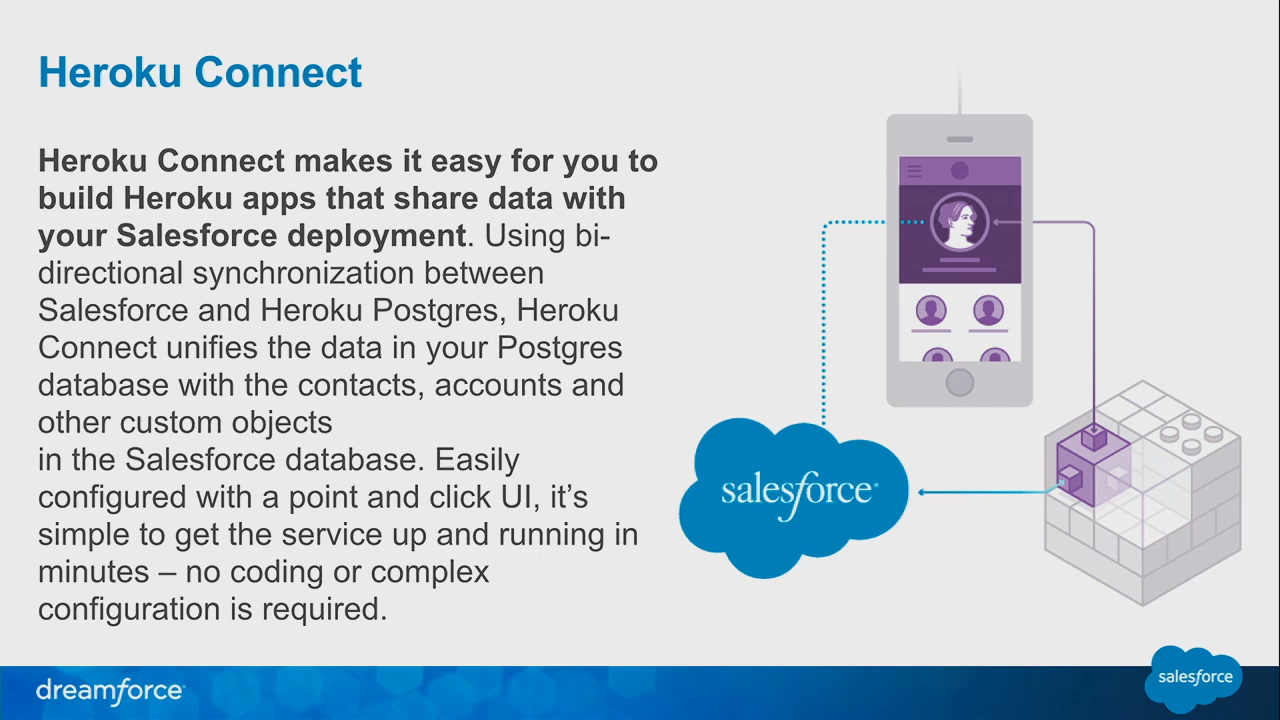 Heroku Connect
Heroku Connect makes it easy for you to
build Heroku apps that share data with
your Salesforce deployment. Using bi-
directional synchronization between
Salesforce and Heroku Postgres, Heroku
Connect unifies the data in your Postgres
database with the contacts, accounts and
other custom objects
in the Salesforce database. Easily
configured with a point and click UI, it’s
simple to get the service up and running in
minutes – no coding or complex
configuration is required.
salesforce
dreamforce
salesforce